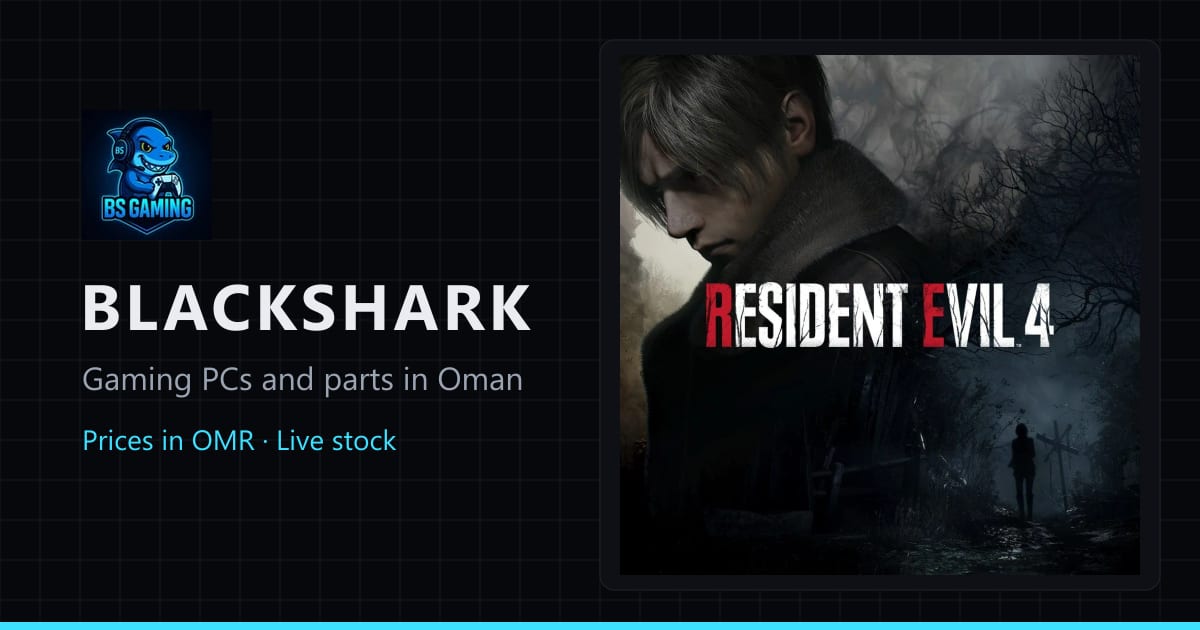 BS
BS GAMING
BLACKSHARK
Gaming PCs and parts in Oman
Prices in OMR · Live stock
RESIDENT EVIL 4